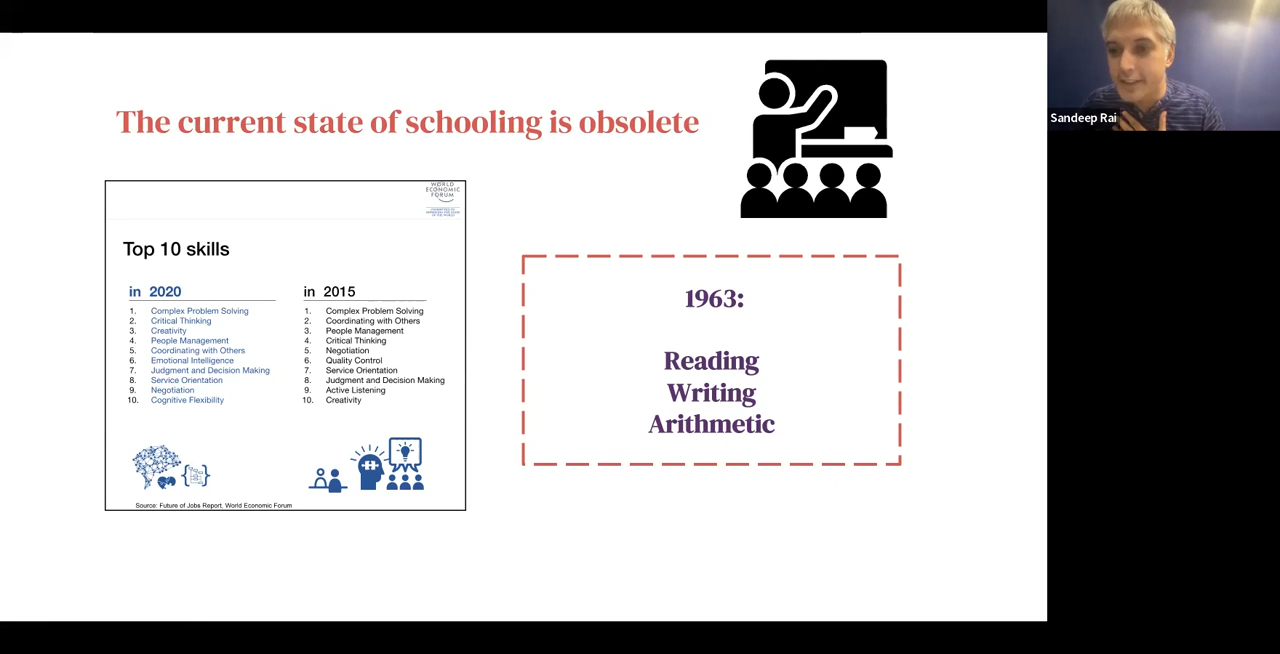 The current state of schooling is obsolete
WORLD
ECONOMIC
FORUM
Top 10 skills
in 2020
1. Complex Problem Solving
2. Critical Thinking
3. Creativity
4. People Management
5. Coordinating with Others
6. Emotional Intelligence
7. Judgment and Decision Making
8. Service Orientation
9. Negotiation
10. Cognitive Flexibility
in 2015
1. Complex Problem Solving
2. Coordinating with Others
3. People Management
4. Critical Thinking
5. Negotiation
6. Quality Control
7. Service Orientation
8. Judgment and Decision Making
9. Active Listening
10. Creativity
Source: Future of Jobs Report, World Economic Forum
1963:
Reading
Writing
Arithmetic
Sandeep Rai